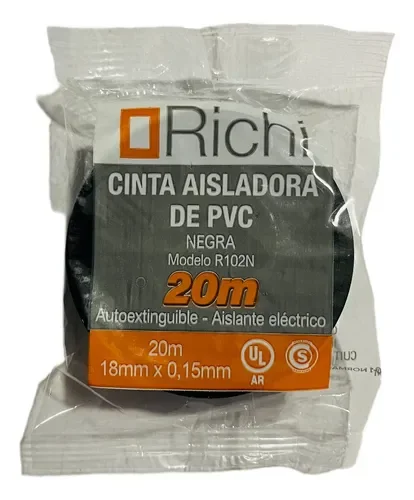 Richi
CINTA AISLADORA
DE PVC
NEGRA
Modelo R102N
20m
Autoextinguible - Aislante eléctrico
20m
18mm x 0,15mm
UL
AR
S